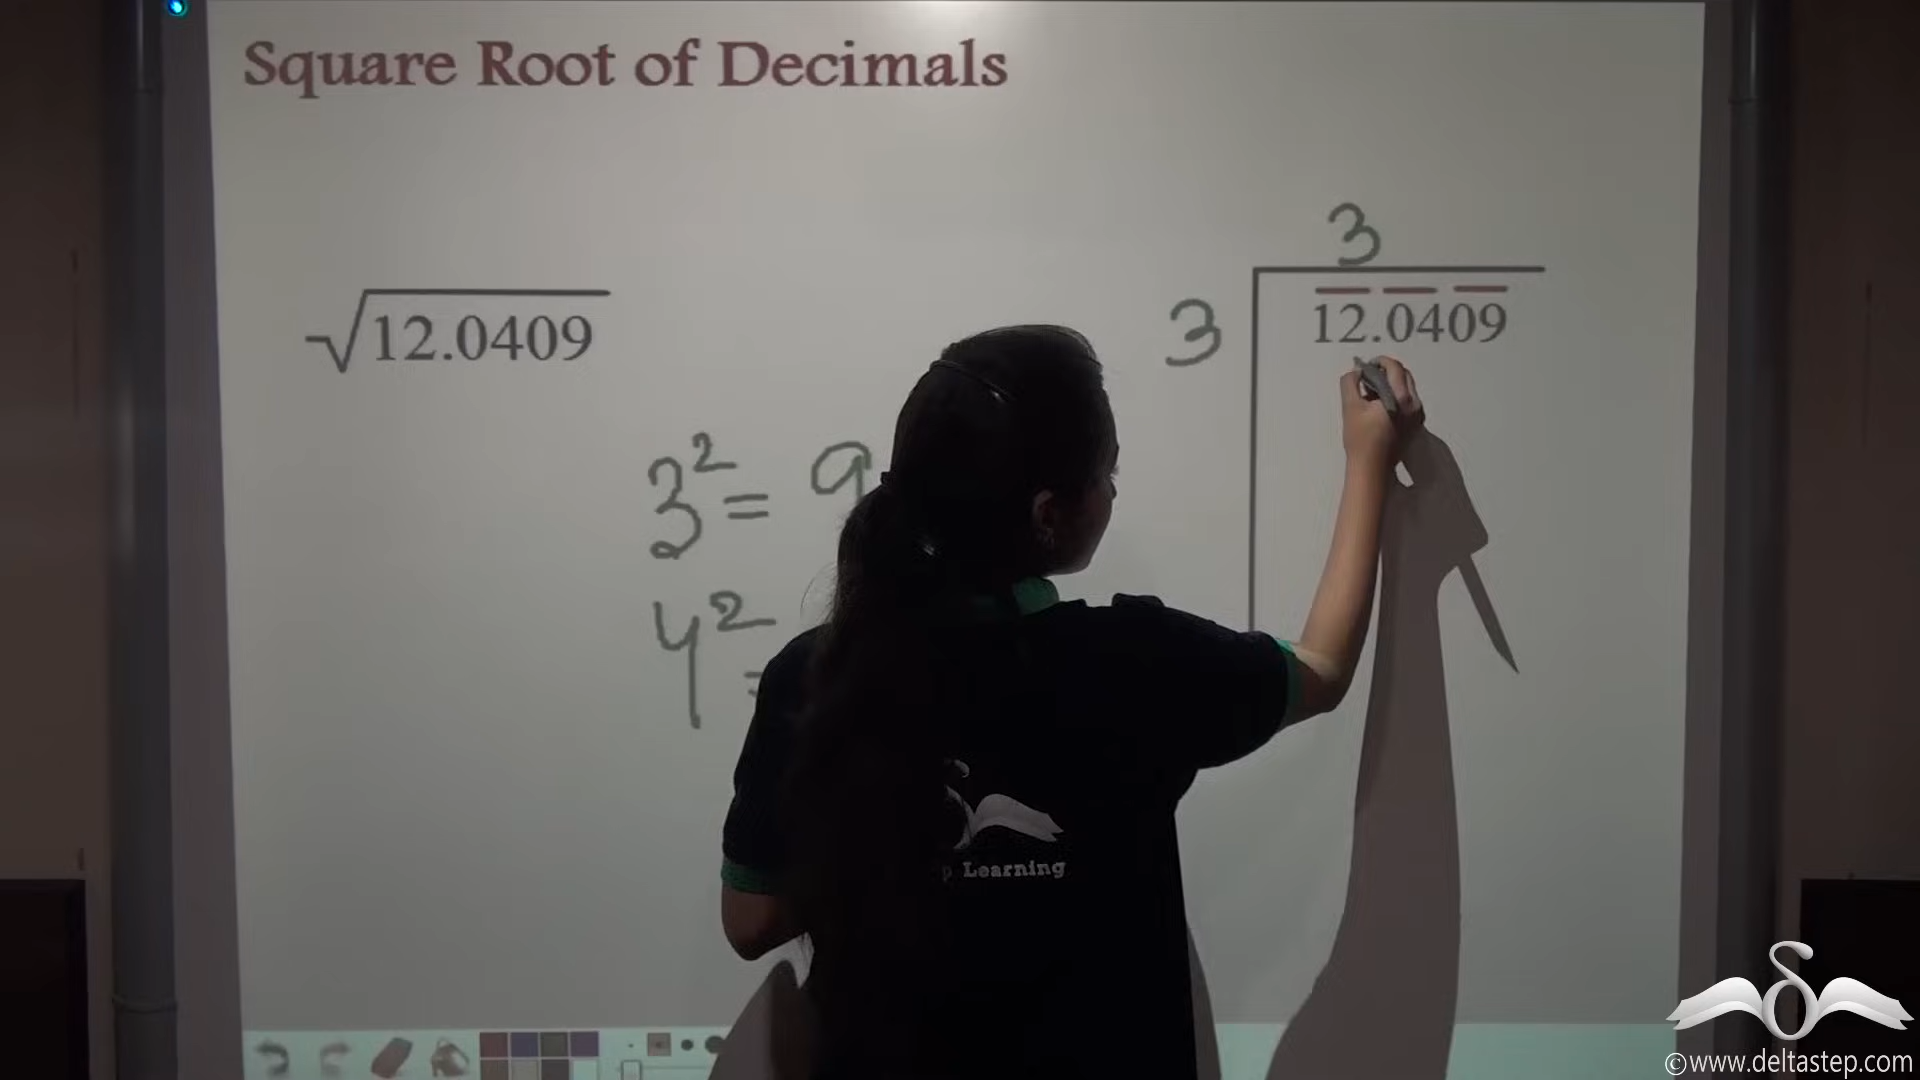 Square Root of Decimals
√12.0409
3² = 9
4² =
3
3
12.0409
Learning
©www.deltastep.com